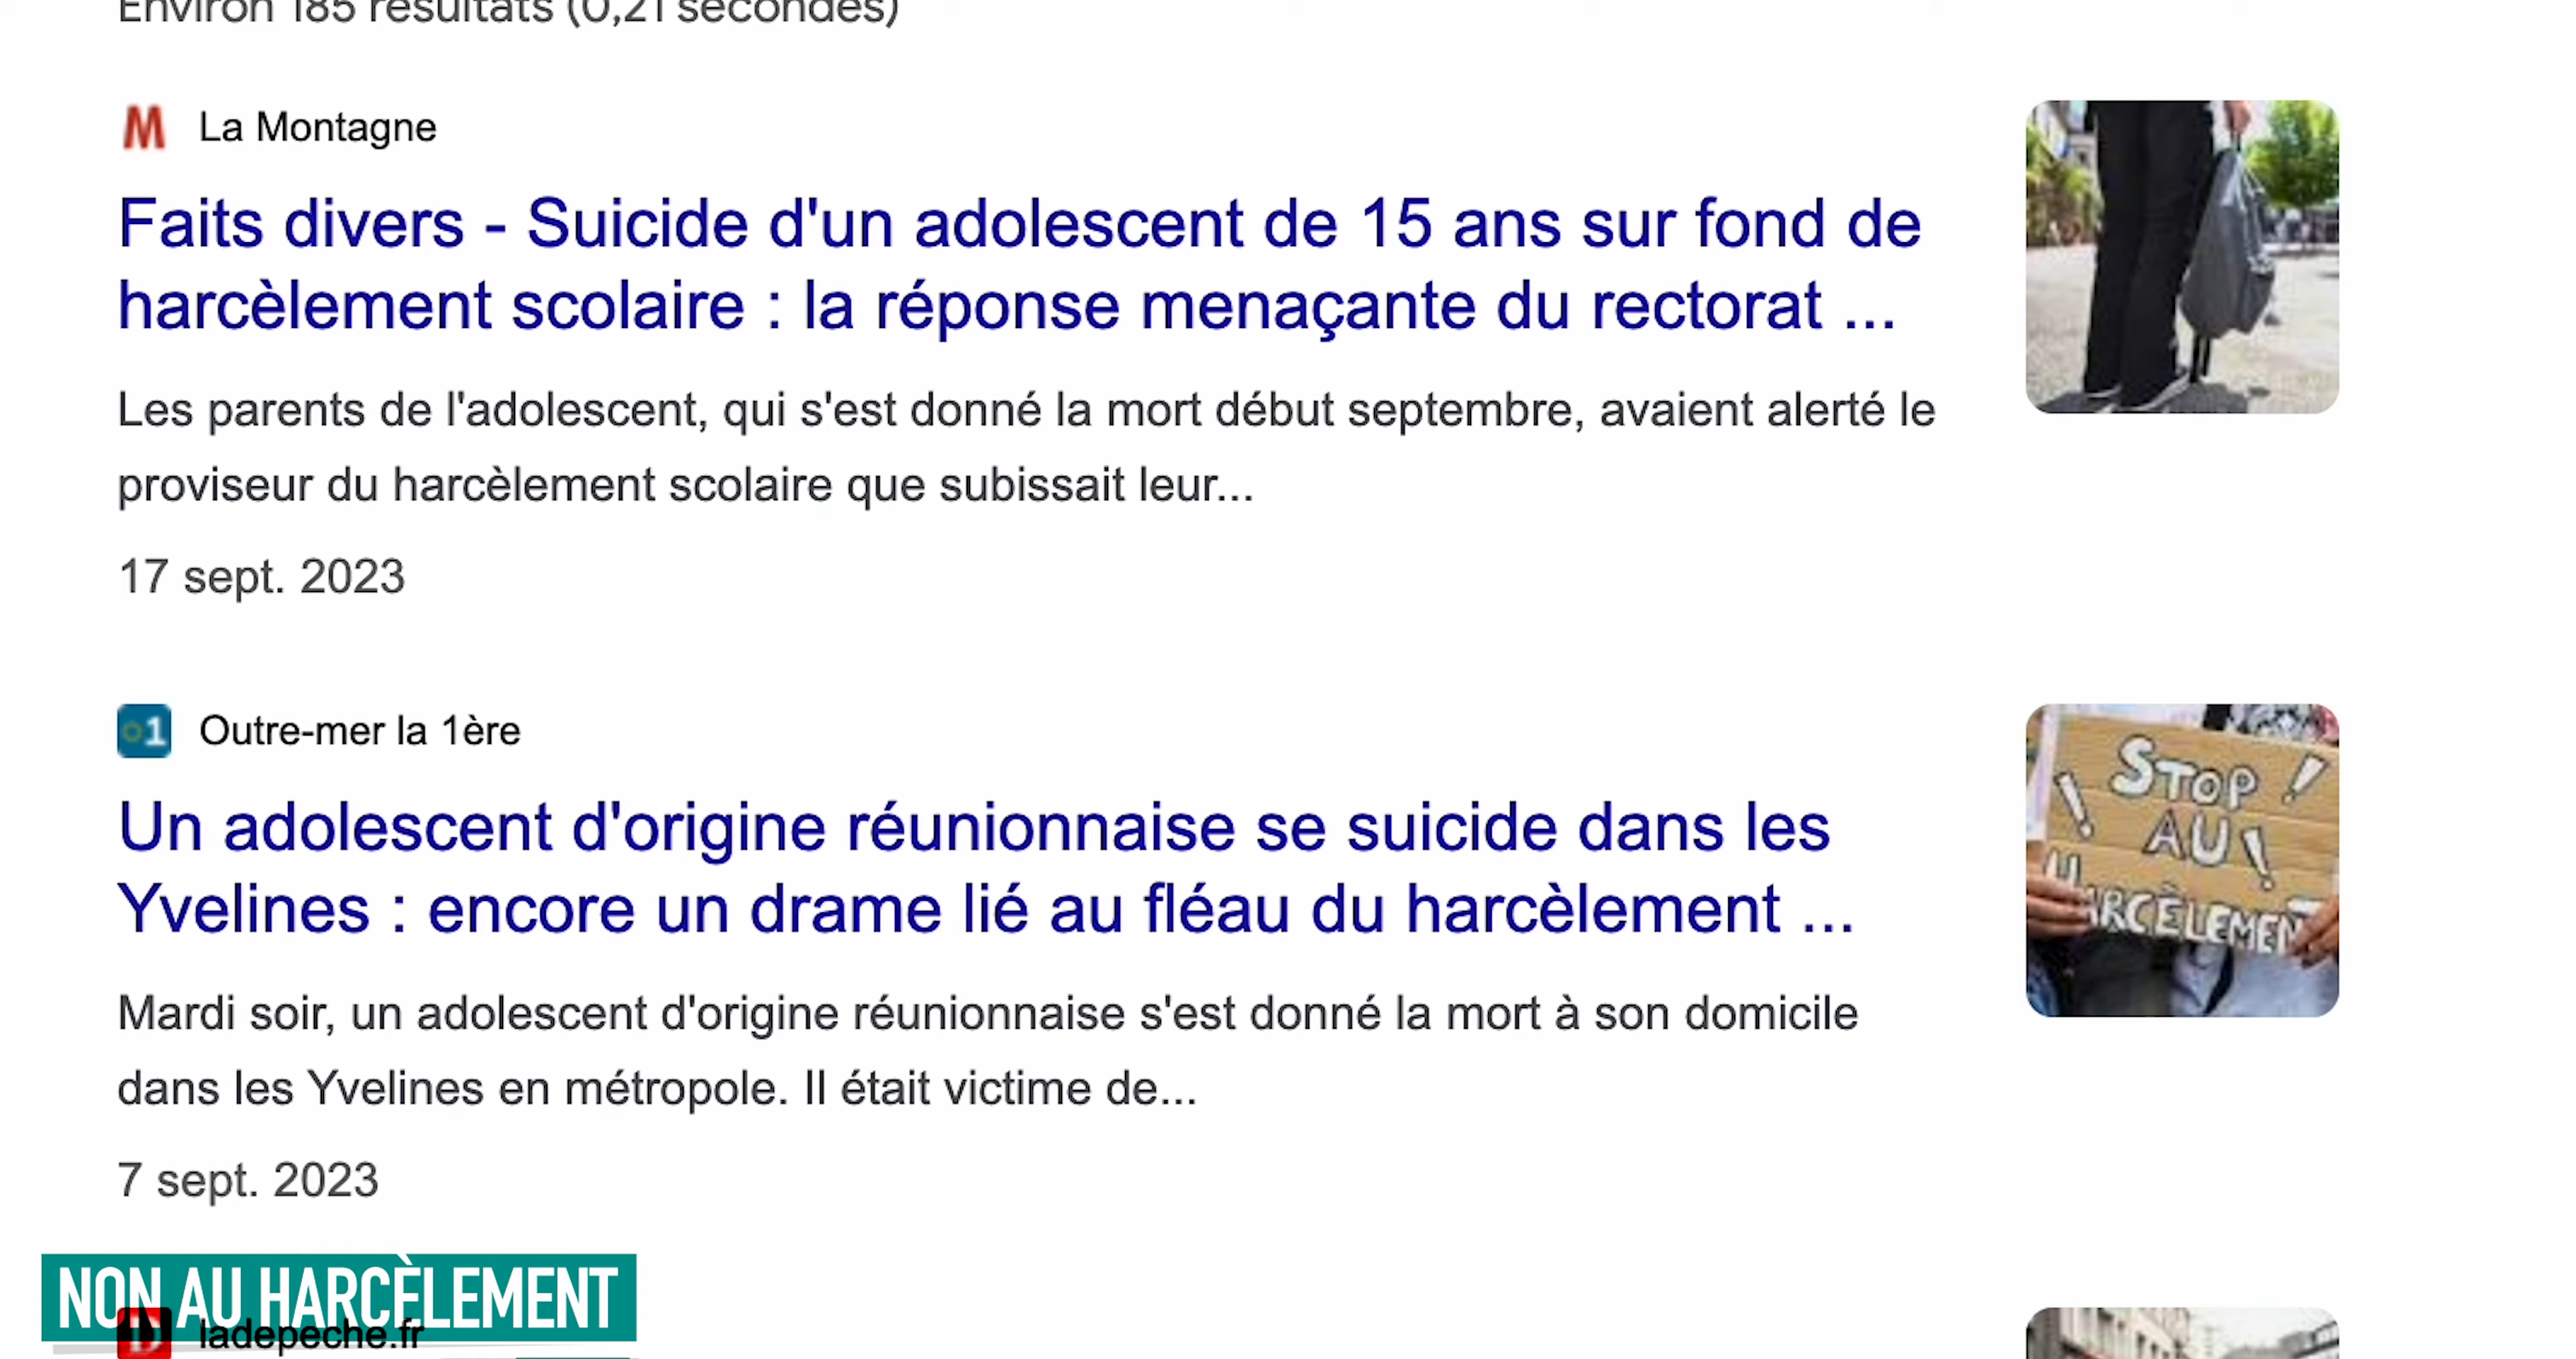 Environ 185 résultats (0,21 secondes)
La Montagne
Faits divers - Suicide d'un adolescent de 15 ans sur fond de
harcèlement scolaire : la réponse menaçante du rectorat ...
Les parents de l'adolescent, qui s'est donné la mort début septembre, avaient alerté le
proviseur du harcèlement scolaire que subissait leur...
17 sept. 2023
Outre-mer la 1ère
Un adolescent d'origine réunionnaise se suicide dans les
Yvelines : encore un drame lié au fléau du harcèlement ...
Mardi soir, un adolescent d'origine réunionnaise s'est donné la mort à son domicile
dans les Yvelines en métropole. Il était victime de...
7 sept. 2023
STOP !
! AU !
HARCÈLEMENT
NON AU HARCÈLEMENT
ladepeche.fr